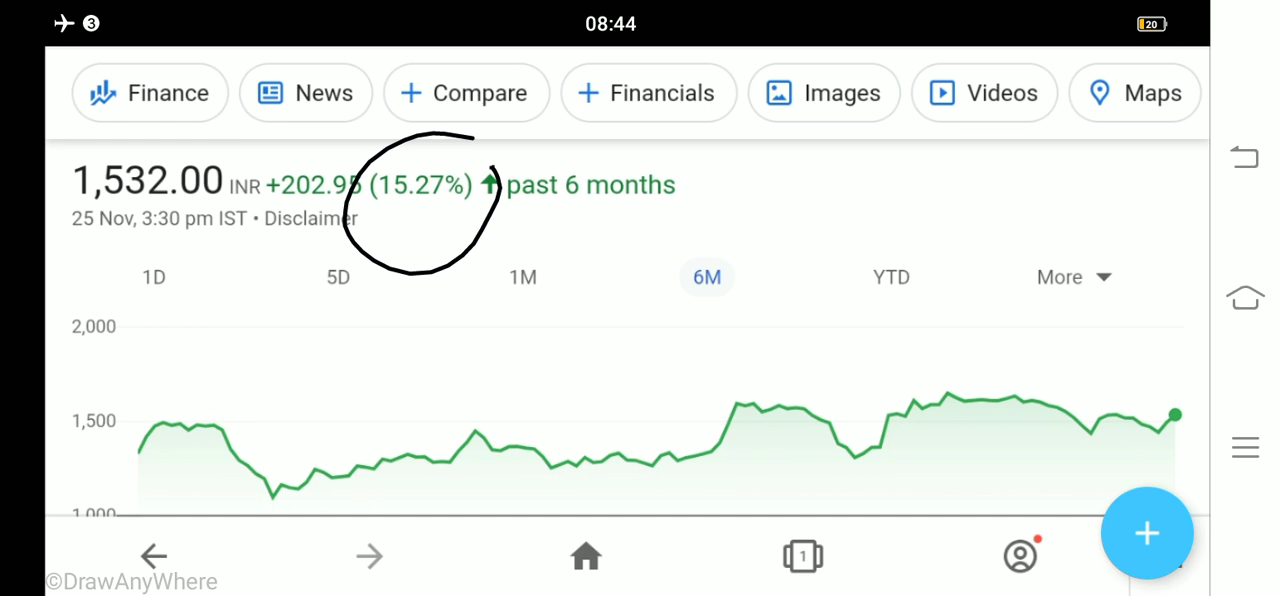 3 08:44 20
Finance News + Compare + Financials Images Videos Maps
1,532.00 INR +202.95 (15.27%) ↑ past 6 months
25 Nov, 3:30 pm IST • Disclaimer
1D 5D 1M 6M YTD More
2,000
1,500
1,000
1
©DrawAnyWhere